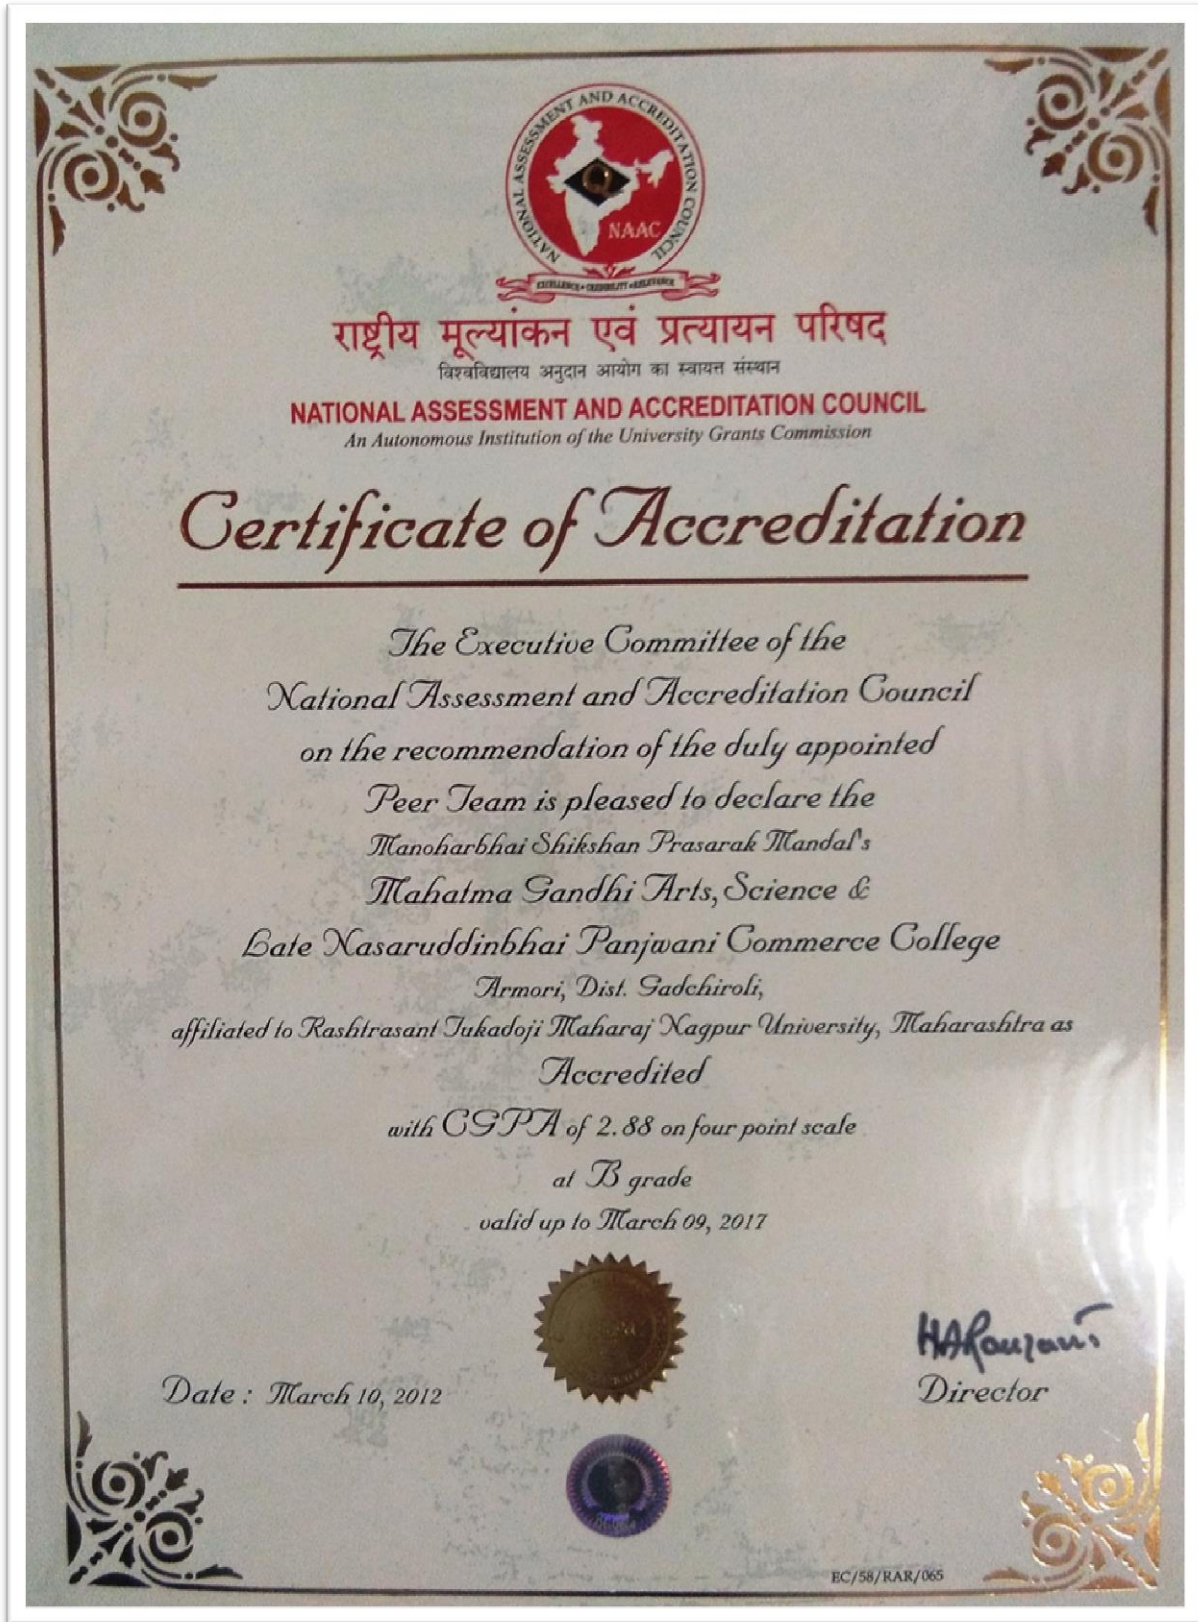 NATIONAL ASSESSMENT AND ACCREDITATION COUNCIL
NAAC
EXCELLENCE • CREDIBILITY • RELEVANCE
राष्ट्रीय मूल्यांकन एवं प्रत्यायन परिषद
विश्वविद्यालय अनुदान आयोग का स्वायत्त संस्थान
NATIONAL ASSESSMENT AND ACCREDITATION COUNCIL
An Autonomous Institution of the University Grants Commission
Certificate of Accreditation
The Executive Committee of the
National Assessment and Accreditation Council
on the recommendation of the duly appointed
Peer Team is pleased to declare the
Manoharbhai Shikshan Prasarak Mandal's
Mahatma Gandhi Arts, Science &
Late Nasaruddinbhai Panjwani Commerce College
Armori, Dist. Gadchiroli,
affiliated to Rashtrasant Tukadoji Maharaj Nagpur University, Maharashtra as
Accredited
with CGPA of 2.88 on four point scale
at B grade
valid up to March 09, 2017
Date : March 10, 2012
Director
EC/58/RAR/065